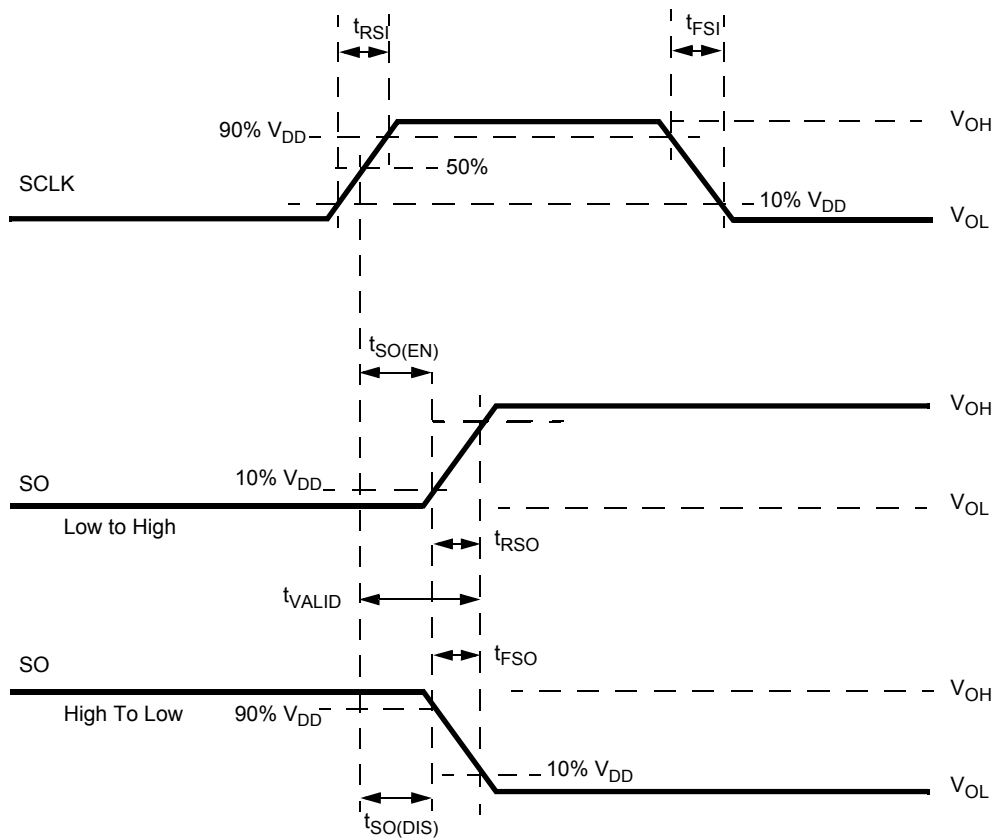 tRSI
tFSI
90% VDD
VOH
50%
SCLK
10% VDD
VOL
tSO(EN)
VOH
10% VDD
SO
VOL
Low to High
tRSO
tVALID
tFSO
SO
VOH
High To Low
90% VDD
10% VDD
VOL
tSO(DIS)